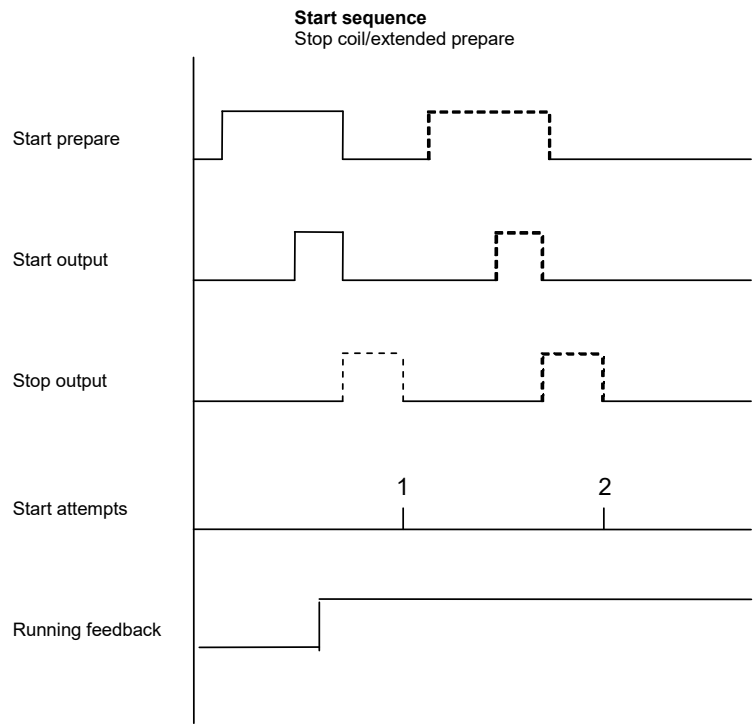 Start sequence
Stop coil/extended prepare
Start prepare
Start output
Stop output
1
2
Start attempts
Running feedback